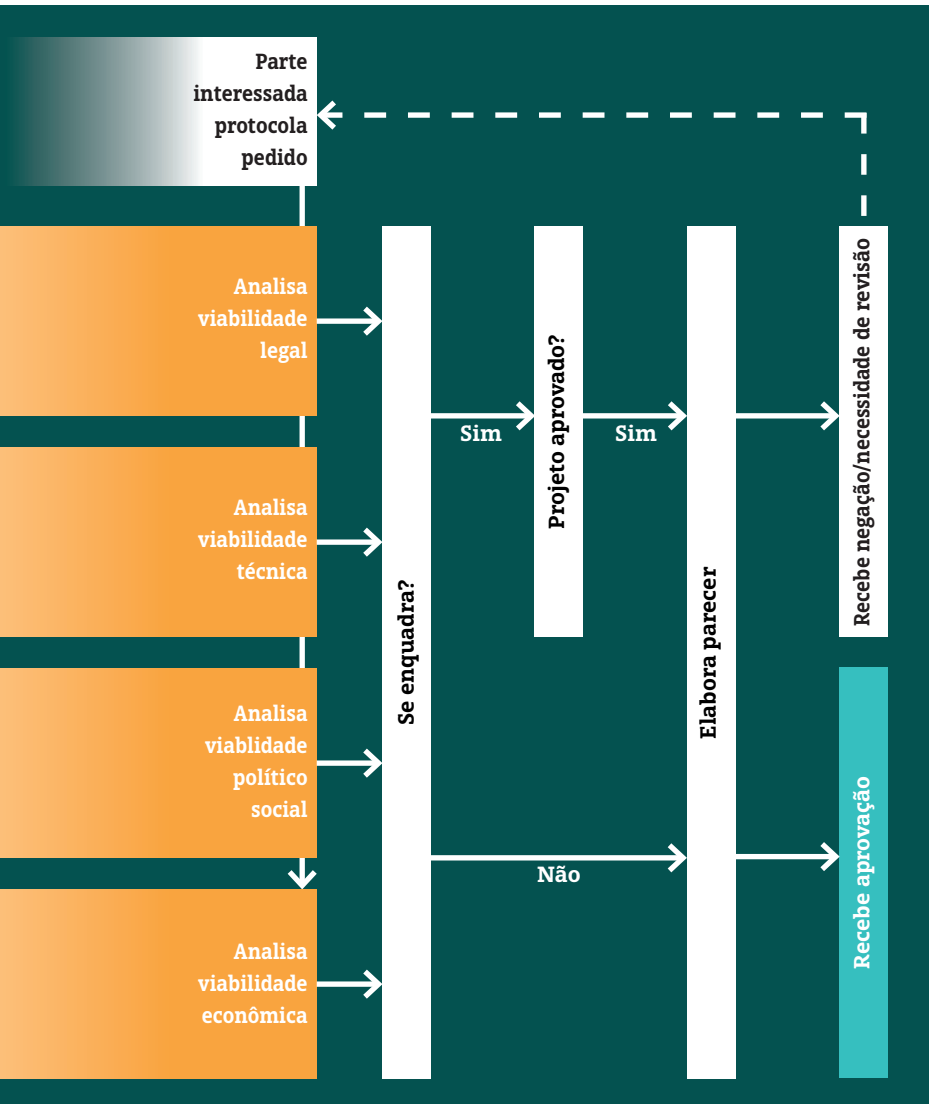 Parte
interessada
protocola
pedido
Analisa
viabilidade
legal
Analisa
viabilidade
técnica
Analisa
viablidade
político
social
Analisa
viabilidade
econômica
Se enquadra?
Sim
Projeto aprovado?
Sim
Não
Elabora parecer
Recebe negação/necessidade de revisão
Recebe aprovação